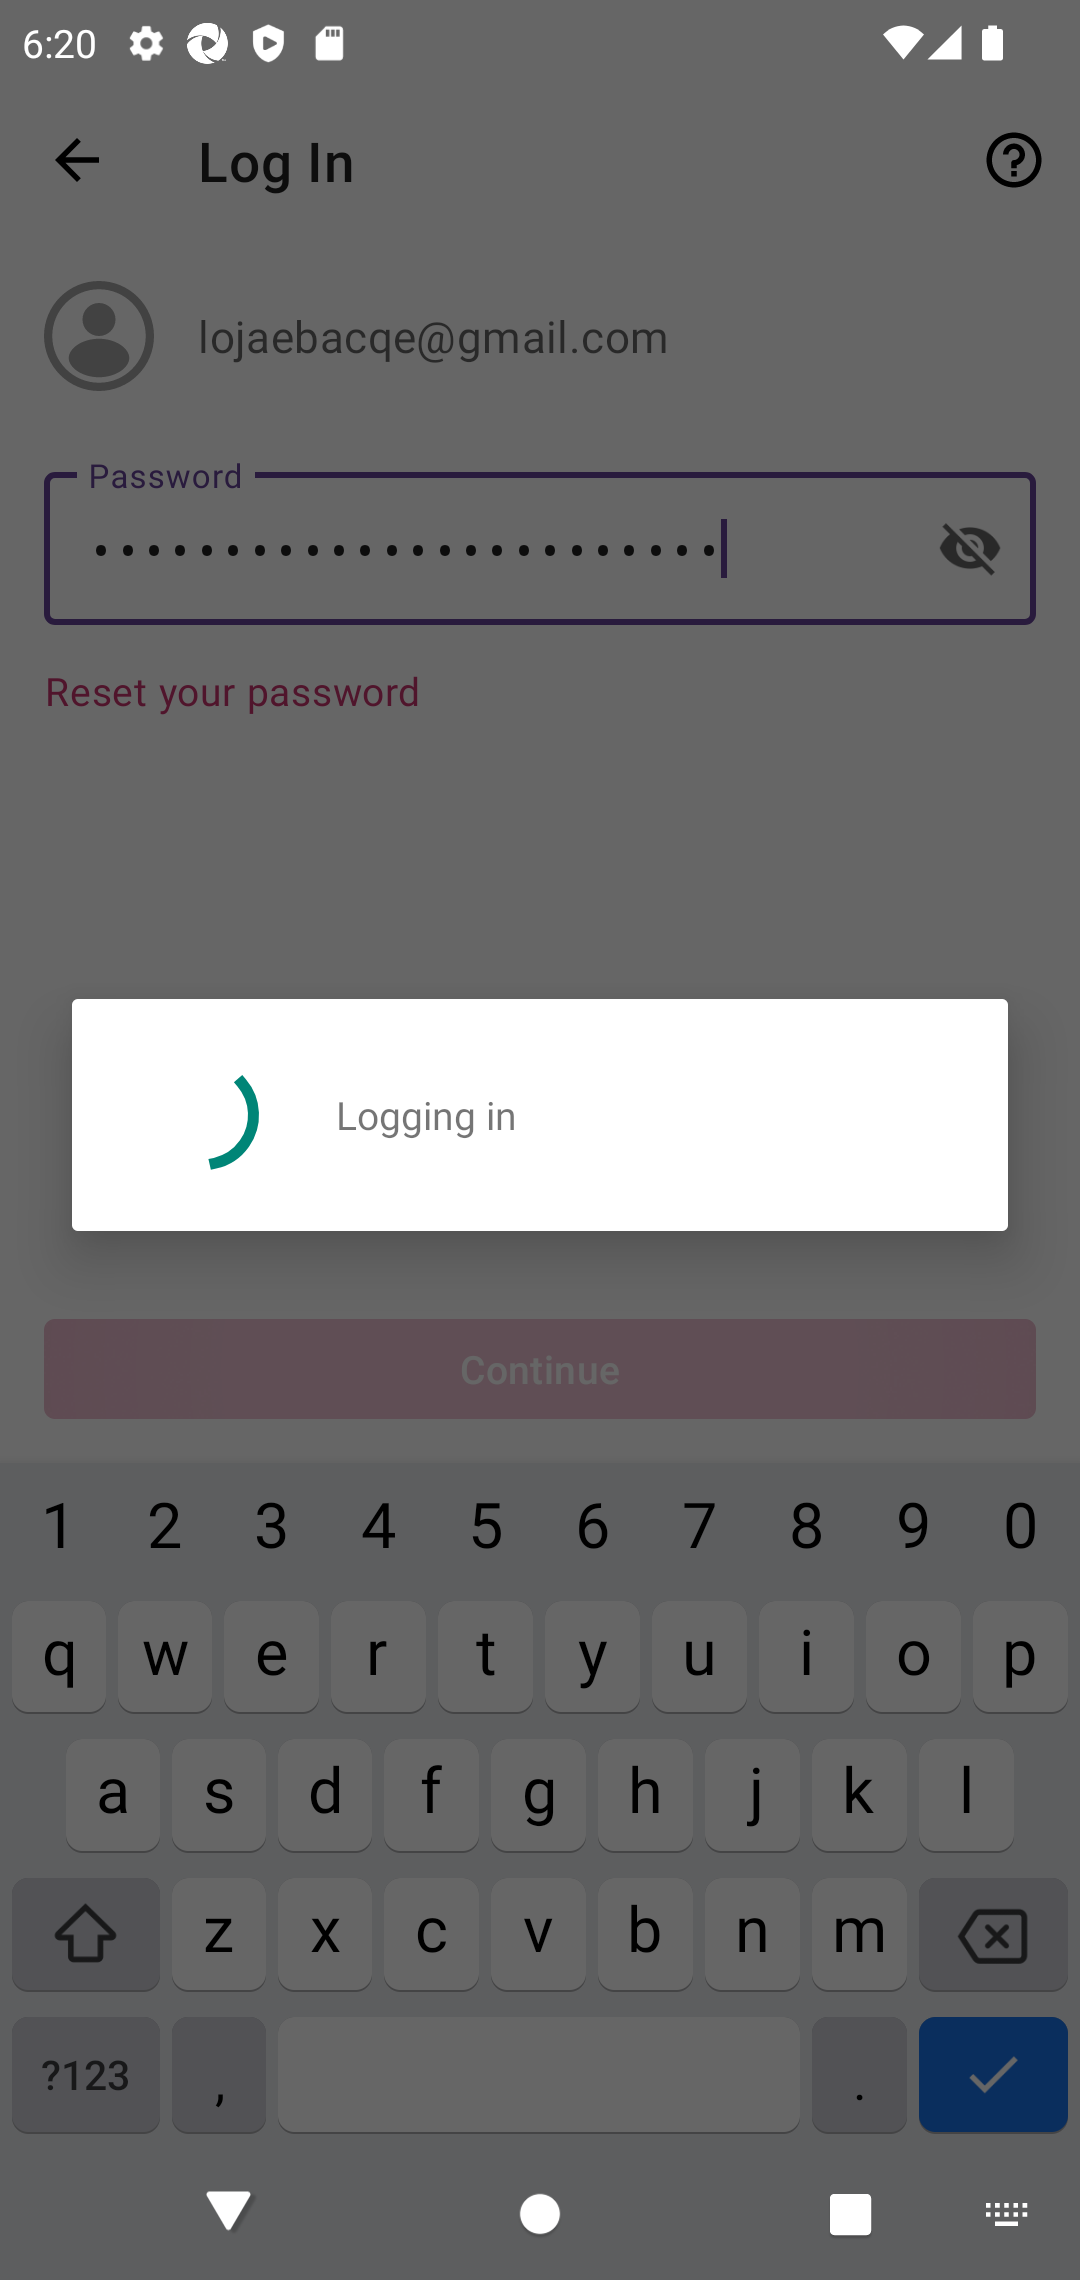 6:20
Log In
lojaebacqe@gmail.com
Password
••••••••••••••••••••••••
Reset your password
Logging in
Continue
1 2 3 4 5 6 7 8 9 0
q w e r t y u i o p
a s d f g h j k l
z x c v b n m
?123 , .